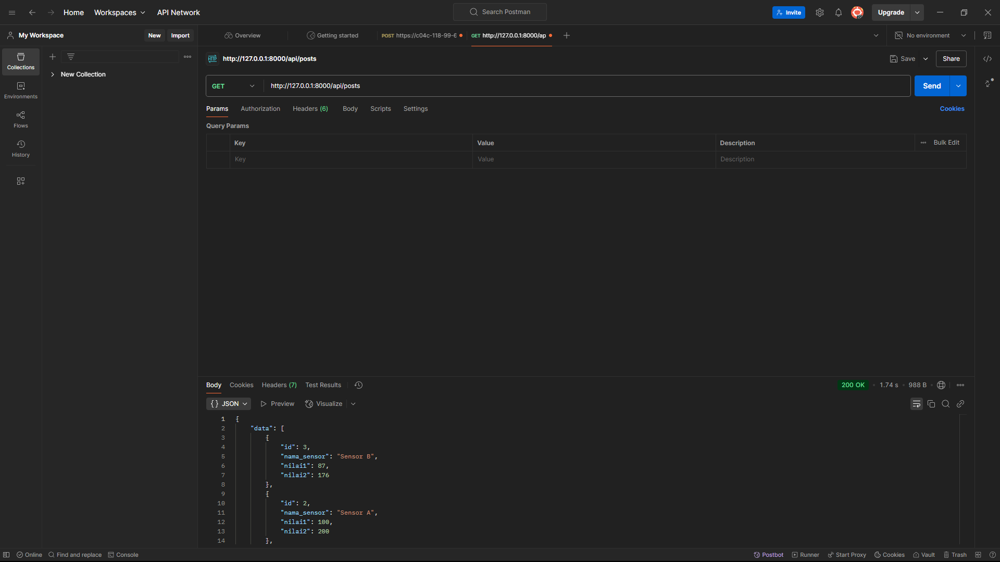 Home Workspaces API Network Search Postman Invite Upgrade
My Workspace New Import Overview Getting started POST https://c04c-118-99-6 GET http://127.0.0.1:8000/ap No environment
Collections
Environments
Flows
History
New Collection
HTTP http://127.0.0.1:8000/api/posts Save Share
GET http://127.0.0.1:8000/api/posts Send
Params Authorization Headers (6) Body Scripts Settings Cookies
Query Params
Key Value Description Bulk Edit
Key Value Description
Body Cookies Headers (7) Test Results 200 OK 1.74 s 988 B
{} JSON Preview Visualize
1 {
2 "data": [
3 {
4 "id": 3,
5 "nama_sensor": "Sensor B",
6 "nilai1": 87,
7 "nilai2": 176
8 },
9 {
10 "id": 2,
11 "nama_sensor": "Sensor A",
12 "nilai1": 100,
13 "nilai2": 200
14 },
Online Find and replace Console Postbot Runner Start Proxy Cookies Vault Trash